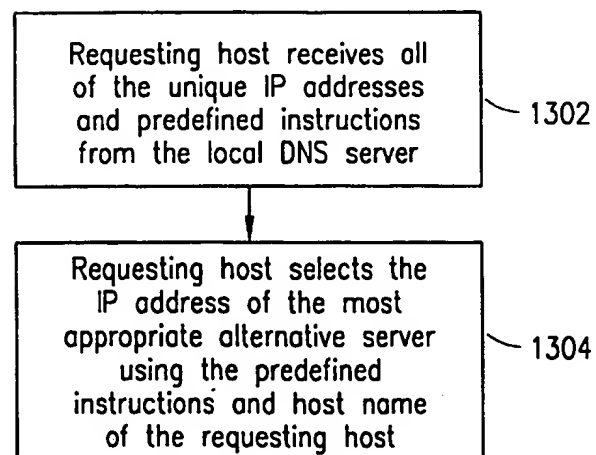 Requesting host receives all
of the unique IP addresses
and predefined instructions
from the local DNS server
1302
Requesting host selects the
IP address of the most
appropriate alternative server
using the predefined
instructions and host name
of the requesting host
1304